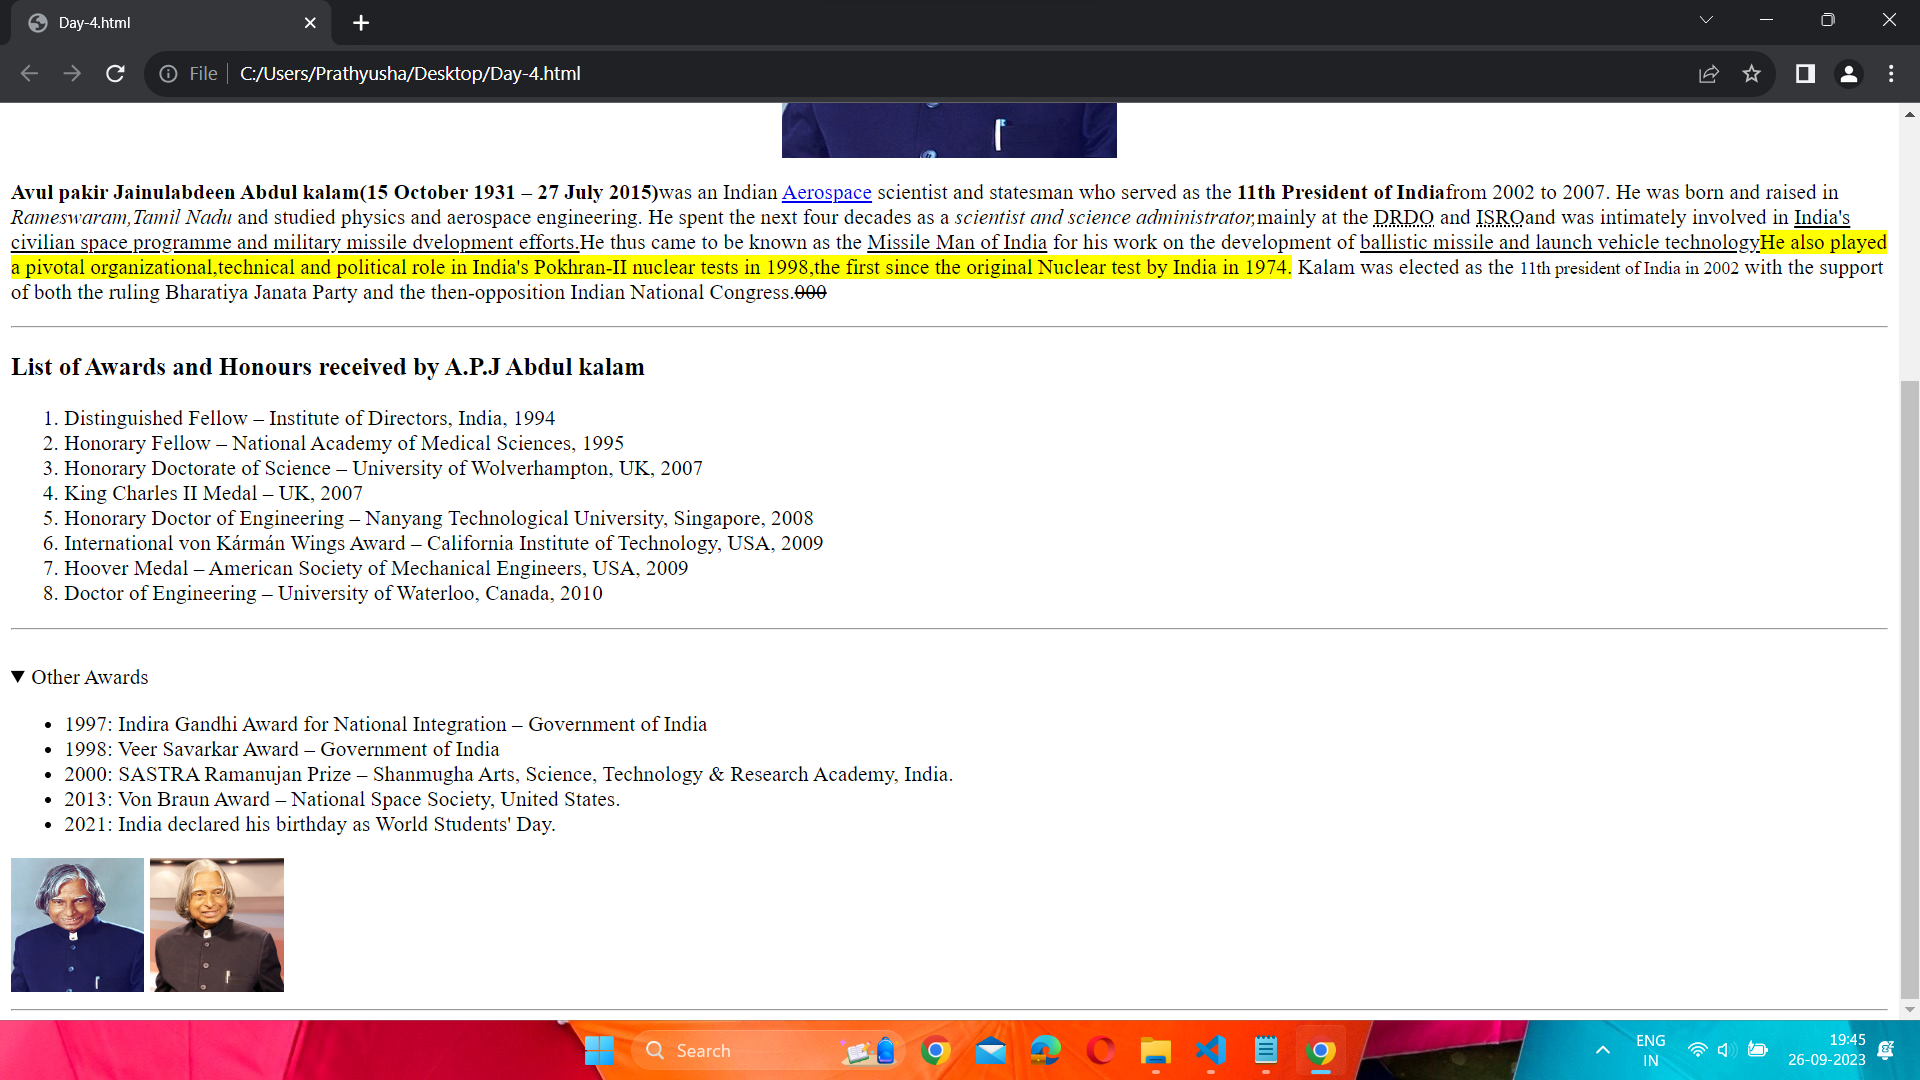 Day-4.html
File C:/Users/Prathyusha/Desktop/Day-4.html
Avul pakir Jainulabdeen Abdul kalam(15 October 1931 – 27 July 2015)was an Indian Aerospace scientist and statesman who served as the 11th President of Indiafrom 2002 to 2007. He was born and raised in
Rameswaram,Tamil Nadu and studied physics and aerospace engineering. He spent the next four decades as a scientist and science administrator,mainly at the DRDO and ISROand was intimately involved in India's
civilian space programme and military missile dvelopment efforts.He thus came to be known as the Missile Man of India for his work on the development of ballistic missile and launch vehicle technologyHe also played
a pivotal organizational,technical and political role in India's Pokhran-II nuclear tests in 1998,the first since the original Nuclear test by India in 1974. Kalam was elected as the 11th president of India in 2002 with the support
of both the ruling Bharatiya Janata Party and the then-opposition Indian National Congress.000
List of Awards and Honours received by A.P.J Abdul kalam
1. Distinguished Fellow – Institute of Directors, India, 1994
2. Honorary Fellow – National Academy of Medical Sciences, 1995
3. Honorary Doctorate of Science – University of Wolverhampton, UK, 2007
4. King Charles II Medal – UK, 2007
5. Honorary Doctor of Engineering – Nanyang Technological University, Singapore, 2008
6. International von Kármán Wings Award – California Institute of Technology, USA, 2009
7. Hoover Medal – American Society of Mechanical Engineers, USA, 2009
8. Doctor of Engineering – University of Waterloo, Canada, 2010
▼ Other Awards
• 1997: Indira Gandhi Award for National Integration – Government of India
• 1998: Veer Savarkar Award – Government of India
• 2000: SASTRA Ramanujan Prize – Shanmugha Arts, Science, Technology & Research Academy, India.
• 2013: Von Braun Award – National Space Society, United States.
• 2021: India declared his birthday as World Students' Day.
Search
ENG
IN
19:45
26-09-2023